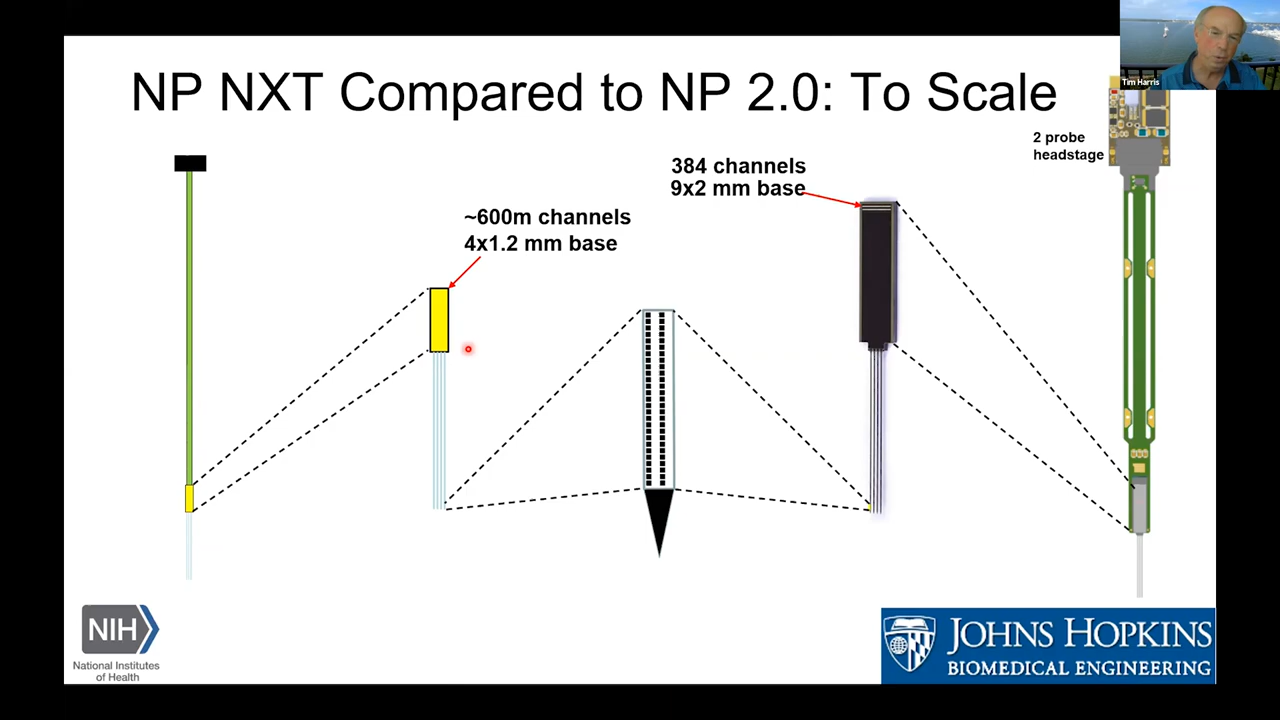 NP NXT Compared to NP 2.0: To Scale
Tim Harris
2 probe
headstage
384 channels
9x2 mm base
~600m channels
4x1.2 mm base
NIH
National Institutes
of Health
JOHNS HOPKINS
BIOMEDICAL ENGINEERING